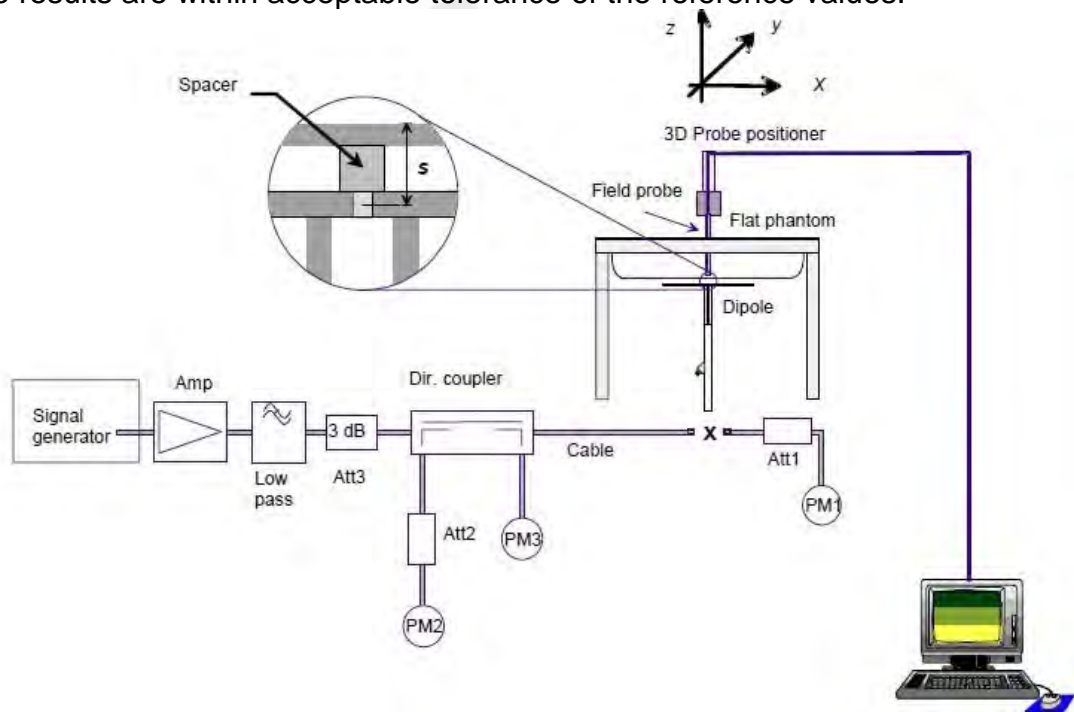 e results are within acceptable tolerance of the reference values.
z
y
X
Spacer
s
3D Probe positioner
Field probe
Flat phantom
Dipole
Signal
generator
Amp
Low
pass
3 dB
Att3
Dir. coupler
Cable
X
Att1
PM1
Att2
PM3
PM2